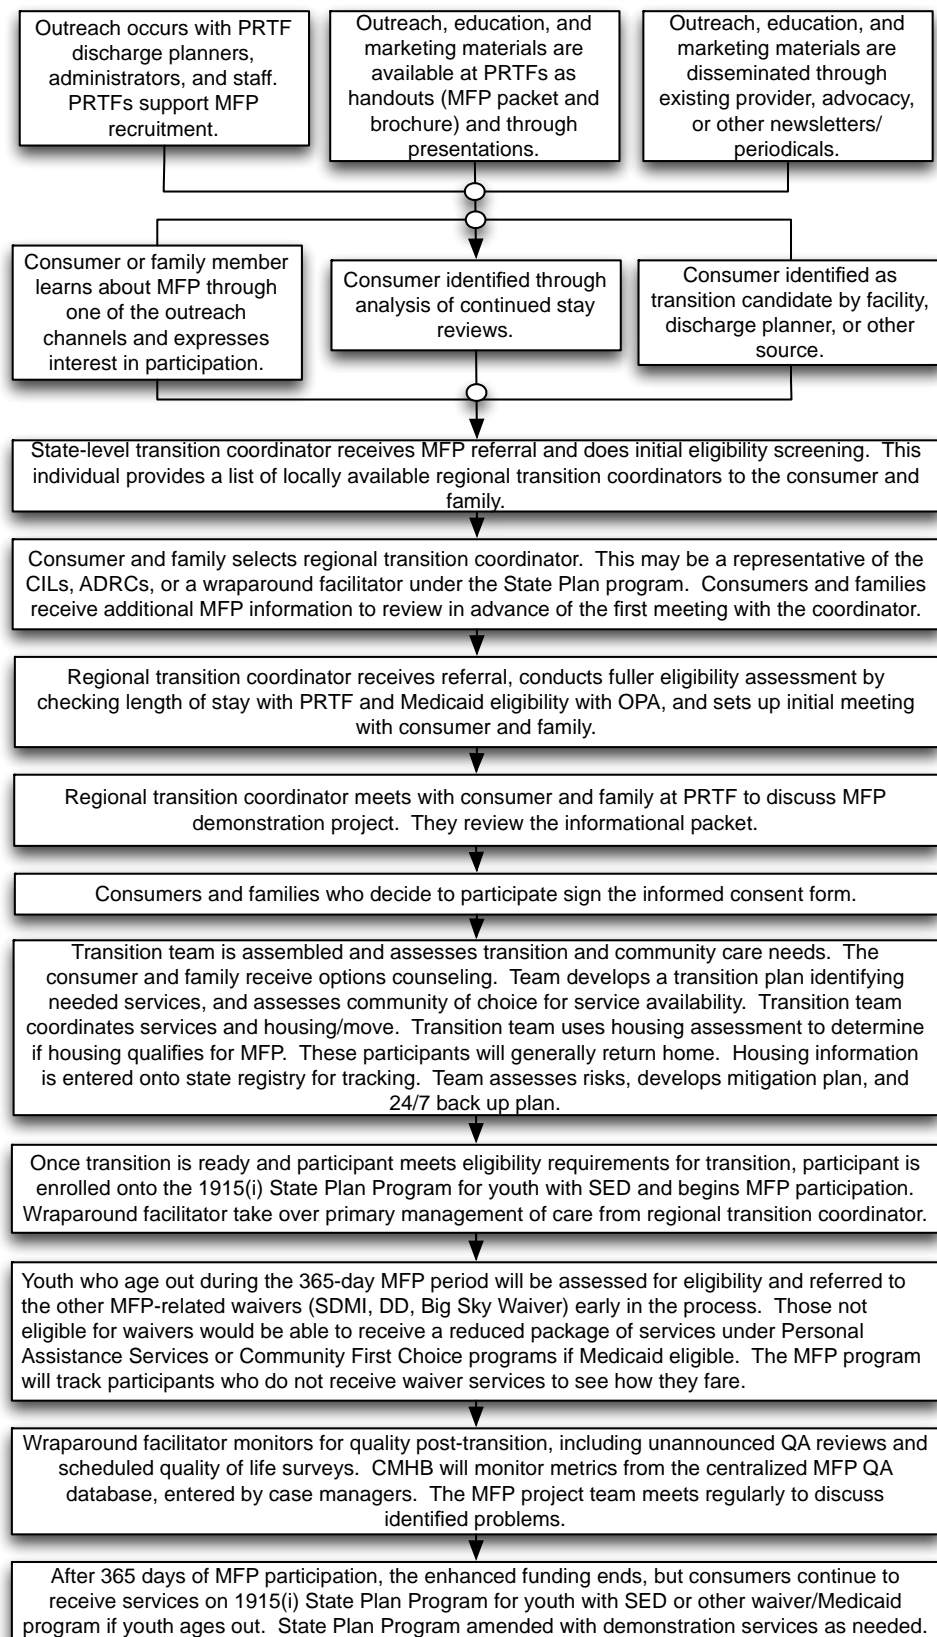 Outreach occurs with PRTF
discharge planners,
administrators, and staff.
PRTFs support MFP
recruitment.
Outreach, education, and
marketing materials are
available at PRTFs as
handouts (MFP packet and
brochure) and through
presentations.
Outreach, education, and
marketing materials are
disseminated through
existing provider, advocacy,
or other newsletters/
periodicals.
Consumer or family member
learns about MFP through
one of the outreach
channels and expresses
interest in participation.
Consumer identified through
analysis of continued stay
reviews.
Consumer identified as
transition candidate by facility,
discharge planner, or other
source.
State-level transition coordinator receives MFP referral and does initial eligibility screening.  This
individual provides a list of locally available regional transition coordinators to the consumer and
family.
Consumer and family selects regional transition coordinator.  This may be a representative of the
CILs, ADRCs, or a wraparound facilitator under the State Plan program.  Consumers and families
receive additional MFP information to review in advance of the first meeting with the coordinator.
Regional transition coordinator receives referral, conducts fuller eligibility assessment by
checking length of stay with PRTF and Medicaid eligibility with OPA, and sets up initial meeting
with consumer and family.
Regional transition coordinator meets with consumer and family at PRTF to discuss MFP
demonstration project.  They review the informational packet.
Consumers and families who decide to participate sign the informed consent form.
Transition team is assembled and assesses transition and community care needs.  The
consumer and family receive options counseling.  Team develops a transition plan identifying
needed services, and assesses community of choice for service availability.  Transition team
coordinates services and housing/move.  Transition team uses housing assessment to determine
if housing qualifies for MFP.  These participants will generally return home.  Housing information
is entered onto state registry for tracking.  Team assesses risks, develops mitigation plan, and
24/7 back up plan.
Once transition is ready and participant meets eligibility requirements for transition, participant is
enrolled onto the 1915(i) State Plan Program for youth with SED and begins MFP participation.
Wraparound facilitator take over primary management of care from regional transition coordinator.
Youth who age out during the 365-day MFP period will be assessed for eligibility and referred to
the other MFP-related waivers (SDMI, DD, Big Sky Waiver) early in the process.  Those not
eligible for waivers would be able to receive a reduced package of services under Personal
Assistance Services or Community First Choice programs if Medicaid eligible.  The MFP program
will track participants who do not receive waiver services to see how they fare.
Wraparound facilitator monitors for quality post-transition, including unannounced QA reviews and
scheduled quality of life surveys.  CMHB will monitor metrics from the centralized MFP QA
database, entered by case managers.  The MFP project team meets regularly to discuss
identified problems.
After 365 days of MFP participation, the enhanced funding ends, but consumers continue to
receive services on 1915(i) State Plan Program for youth with SED or other waiver/Medicaid
program if youth ages out.  State Plan Program amended with demonstration services as needed.